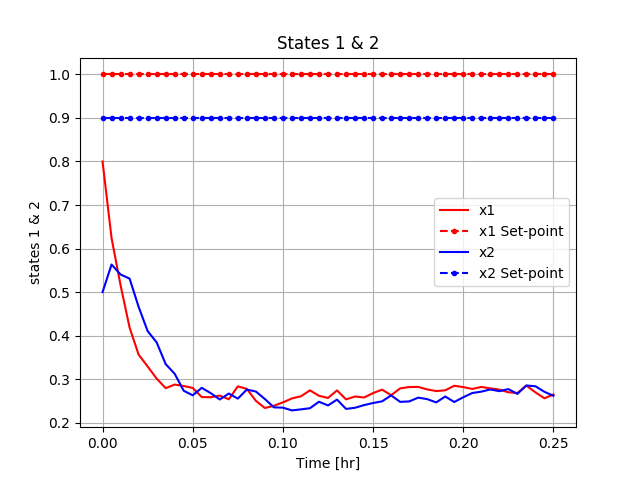 States 1 & 2
1.0
0.9
0.8
0.7
0.6
0.5
0.4
0.3
0.2
states 1 & 2
x1
x1 Set-point
x2
x2 Set-point
0.00 0.05 0.10 0.15 0.20 0.25
Time [hr]